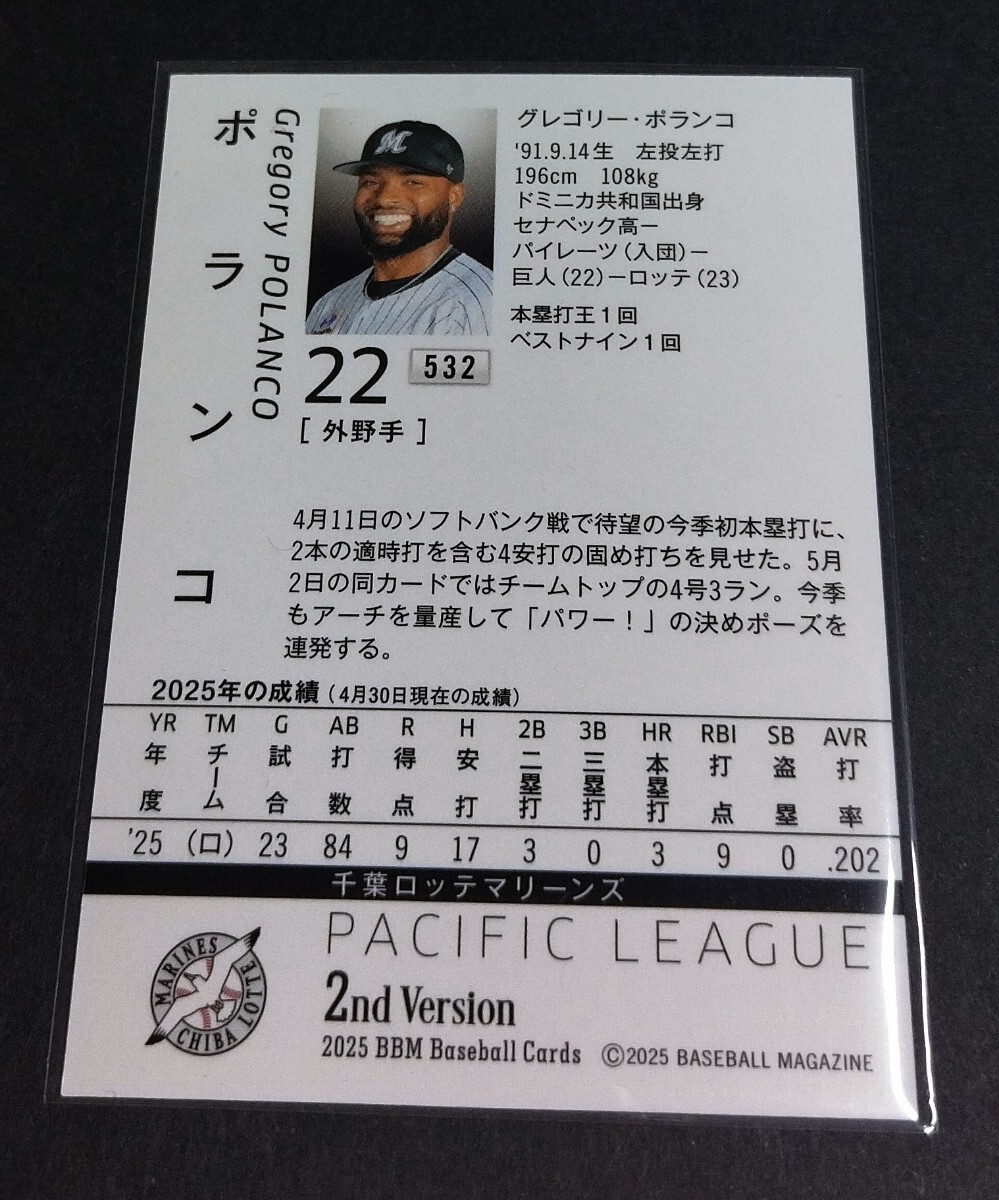 ポランコ
Gregory POLANCO
グレゴリー・ポランコ
'91.9.14生　左投左打
196cm　108kg
ドミニカ共和国出身
セナペック高ー
パイレーツ（入団）ー
巨人（22）ーロッテ（23）
本塁打王1回
ベストナイン1回
22
532
[ 外野手 ]
4月11日のソフトバンク戦で待望の今季初本塁打に、
2本の適時打を含む4安打の固め打ちを見せた。5月
2日の同カードではチームトップの4号3ラン。今季
もアーチを量産して「パワー！」の決めポーズを
連発する。
2025年の成績（4月30日現在の成績）
YR TM G AB R H 2B 3B HR RBI SB AVR
年度 チーム 試合 打数 得点 安打 二塁打 三塁打 本塁打 打点 盗塁 打率
'25 (ロ) 23 84 9 17 3 0 3 9 0 .202
千葉ロッテマリーンズ
PACIFIC LEAGUE
MARINES
CHIBA LOTTE
2nd Version
2025 BBM Baseball Cards ©2025 BASEBALL MAGAZINE